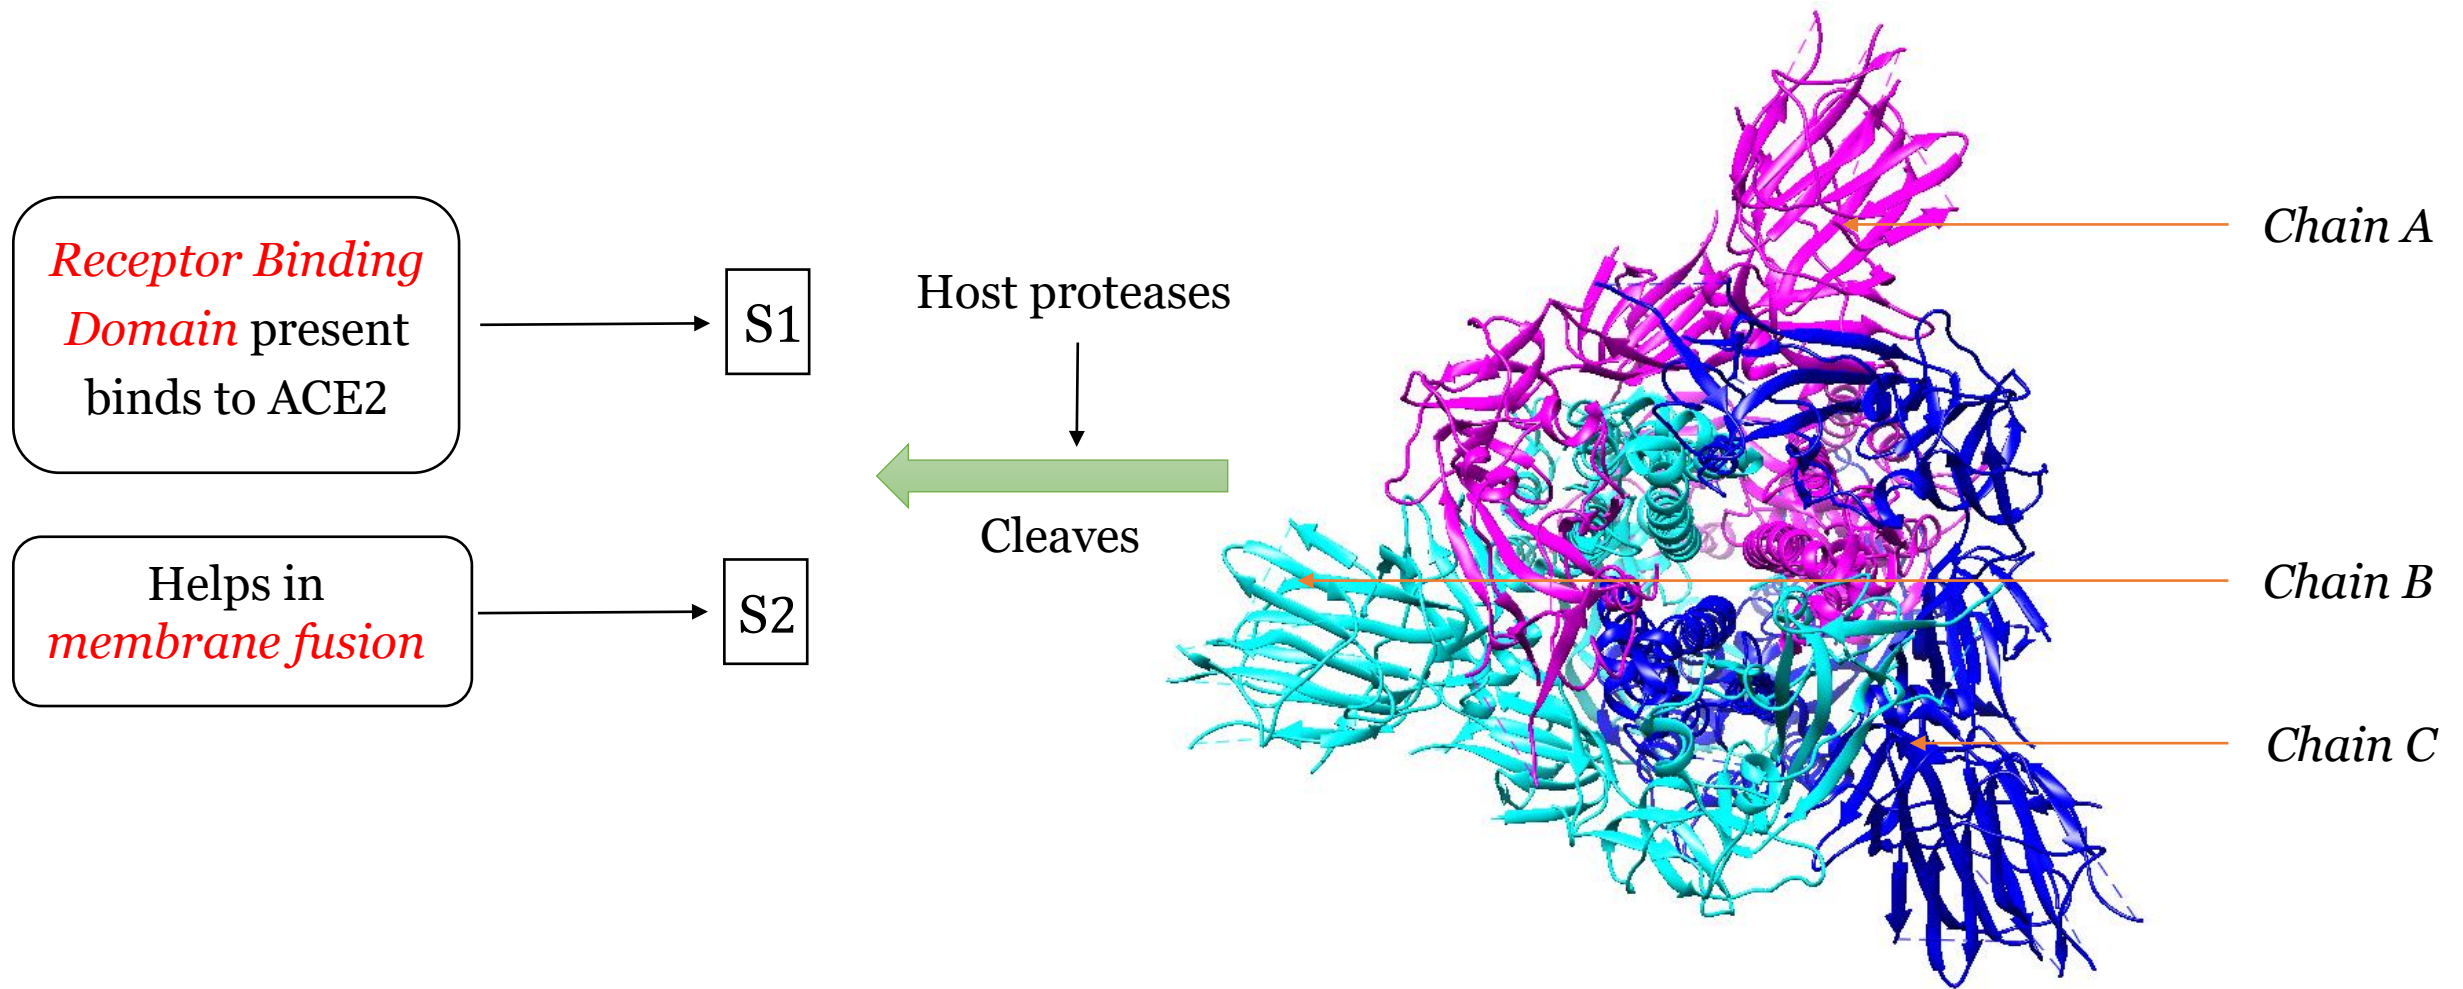 Receptor Binding
Domain present
binds to ACE2
S1
Host proteases
Cleaves
Helps in
membrane fusion
S2
Chain A
Chain B
Chain C